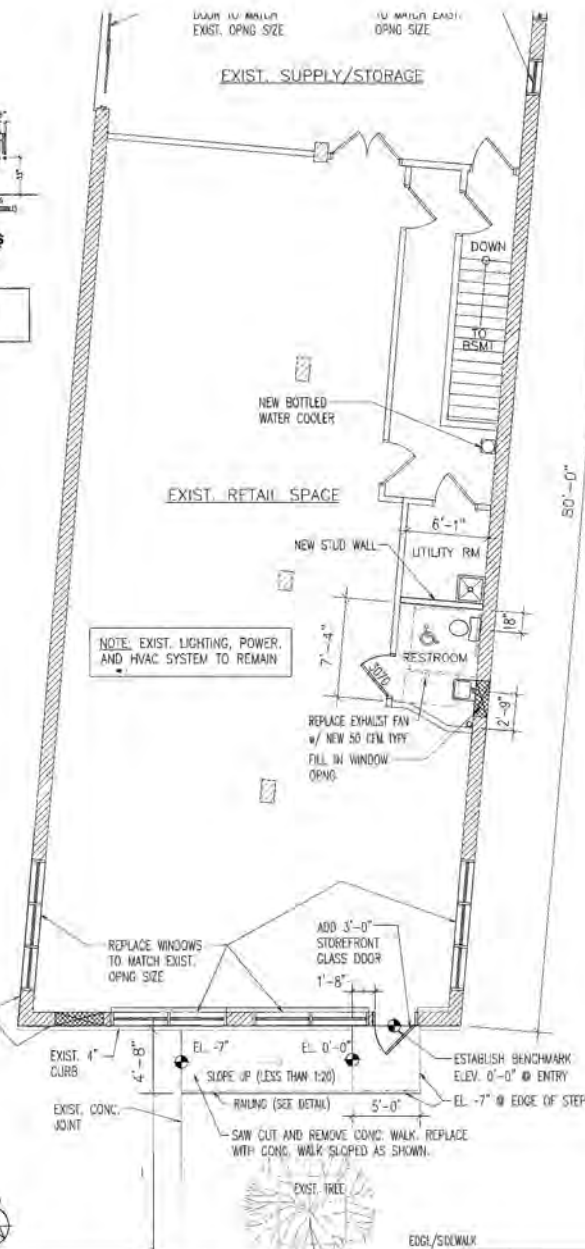 DOOR TO MATCH
EXIST. OPNG SIZE
TO MATCH EXIST.
OPNG SIZE
EXIST. SUPPLY/STORAGE
DOWN
TO
BSMT
NEW BOTTLED
WATER COOLER
80'-0"
EXIST. RETAIL SPACE
6'-1"
NEW STUD WALL
UTILITY RM
18"
7'-4"
NOTE: EXIST. LIGHTING, POWER,
AND HVAC SYSTEM TO REMAIN
RESTROOM
3070
2'-9"
REPLACE EXHAUST FAN
w/ NEW 50 CFM TYPE
FILL IN WINDOW
OPNG
REPLACE WINDOWS
TO MATCH EXIST.
OPNG SIZE
ADD 3'-0"
STOREFRONT
GLASS DOOR
1'-8"
EXIST. 4"
CURB
4'-8"
EL. -7"
EL. 0'-0"
ESTABLISH BENCHMARK
ELEV. 0'-0" @ ENTRY
SLOPE UP (LESS THAN 1:20)
RAILING (SEE DETAIL)
5'-0"
EL -7" @ EDGE OF STEP
EXIST. CONC.
JOINT
SAW CUT AND REMOVE CONC. WALK. REPLACE
WITH CONC. WALK SLOPED AS SHOWN.
EXIST. TREE
EDGE/SIDEWALK